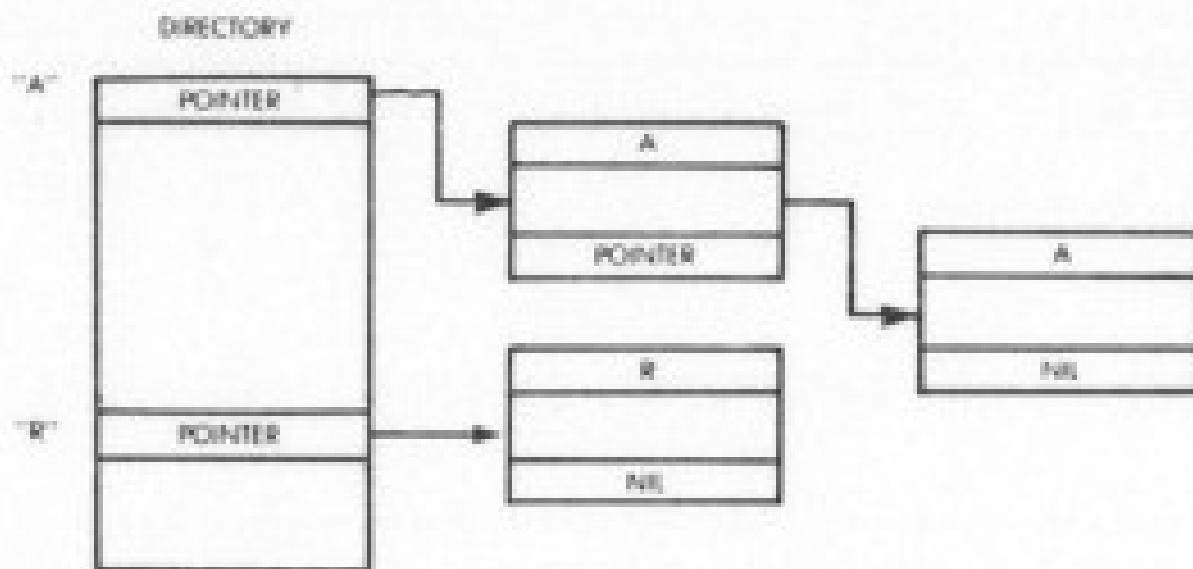 DIRECTORY
"A"
POINTER
A
POINTER
A
NIL
"R"
POINTER
R
NIL